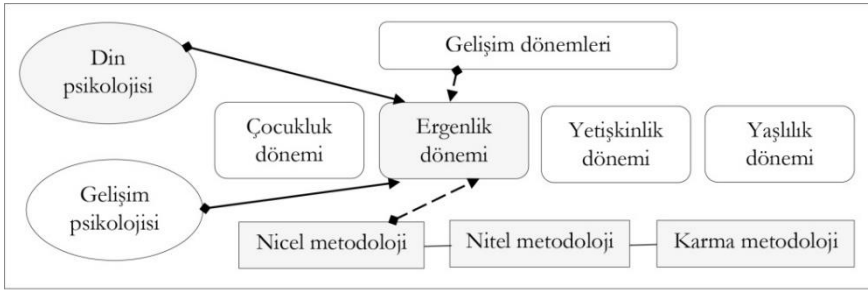 Din
psikolojisi
Gelişim dönemleri
Çocukluk
dönemi
Ergenlik
dönemi
Yetişkinlik
dönemi
Yaşlılık
dönemi
Gelişim
psikolojisi
Nicel metodoloji
Nitel metodoloji
Karma metodoloji